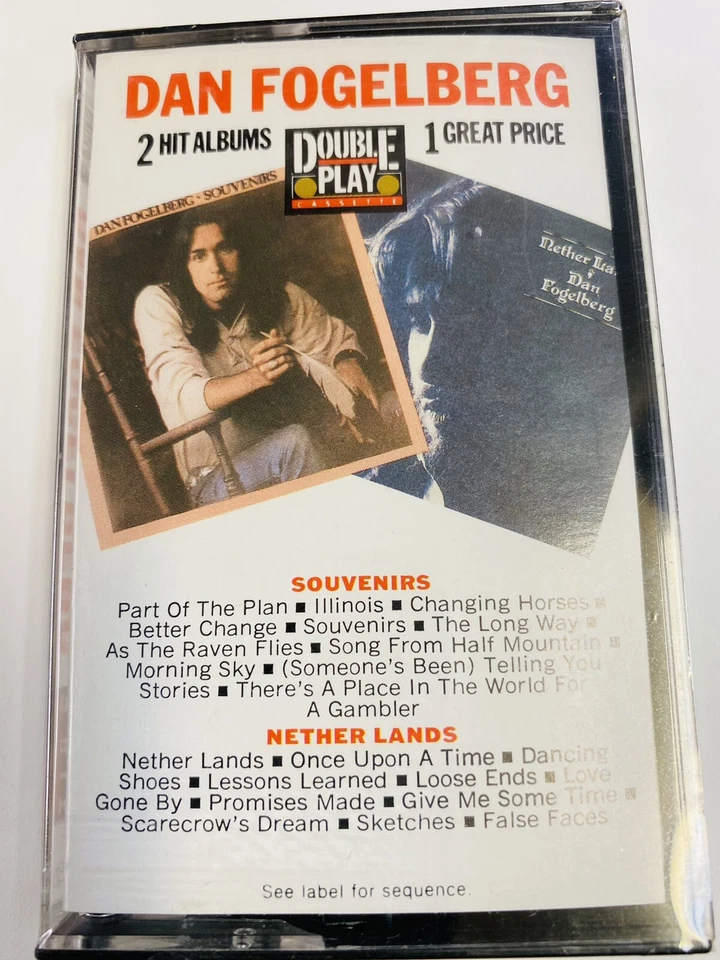 DAN FOGELBERG
2 HIT ALBUMS
DOUBLE
PLAY
CASSETTE
1 GREAT PRICE
DAN FOGELBERG • SOUVENIRS
Nether
Dan
Fogelberg
SOUVENIRS
Part Of The Plan ■ Illinois ■ Changing Horses ■
Better Change ■ Souvenirs ■ The Long Way ■
As The Raven Flies ■ Song From Half Mountain ■
Morning Sky ■ (Someone's Been) Telling You
Stories ■ There's A Place In The World For
A Gambler
NETHER LANDS
Nether Lands ■ Once Upon A Time ■ Dancing
Shoes ■ Lessons Learned ■ Loose Ends ■ Love
Gone By ■ Promises Made ■ Give Me Some Time ■
Scarecrow's Dream ■ Sketches ■ False Faces
See label for sequence.